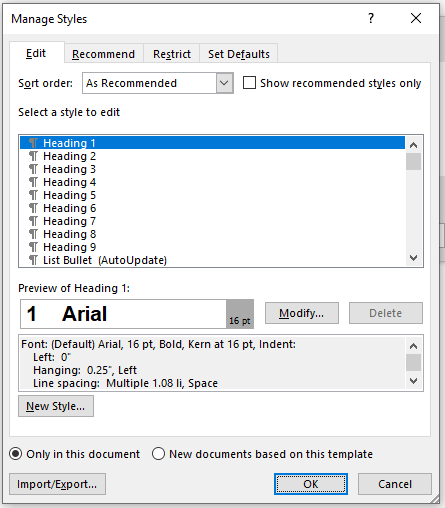 Manage Styles
Edit Recommend Restrict Set Defaults
Sort order: As Recommended Show recommended styles only
Select a style to edit
¶ Heading 1
¶ Heading 2
¶ Heading 3
¶ Heading 4
¶ Heading 5
¶ Heading 6
¶ Heading 7
¶ Heading 8
¶ Heading 9
¶ List Bullet (AutoUpdate)
Preview of Heading 1:
1 Arial 16 pt Modify... Delete
Font: (Default) Arial, 16 pt, Bold, Kern at 16 pt, Indent:
Left: 0"
Hanging: 0.25", Left
Line spacing: Multiple 1.08 li, Space
New Style...
Only in this document New documents based on this template
Import/Export... OK Cancel